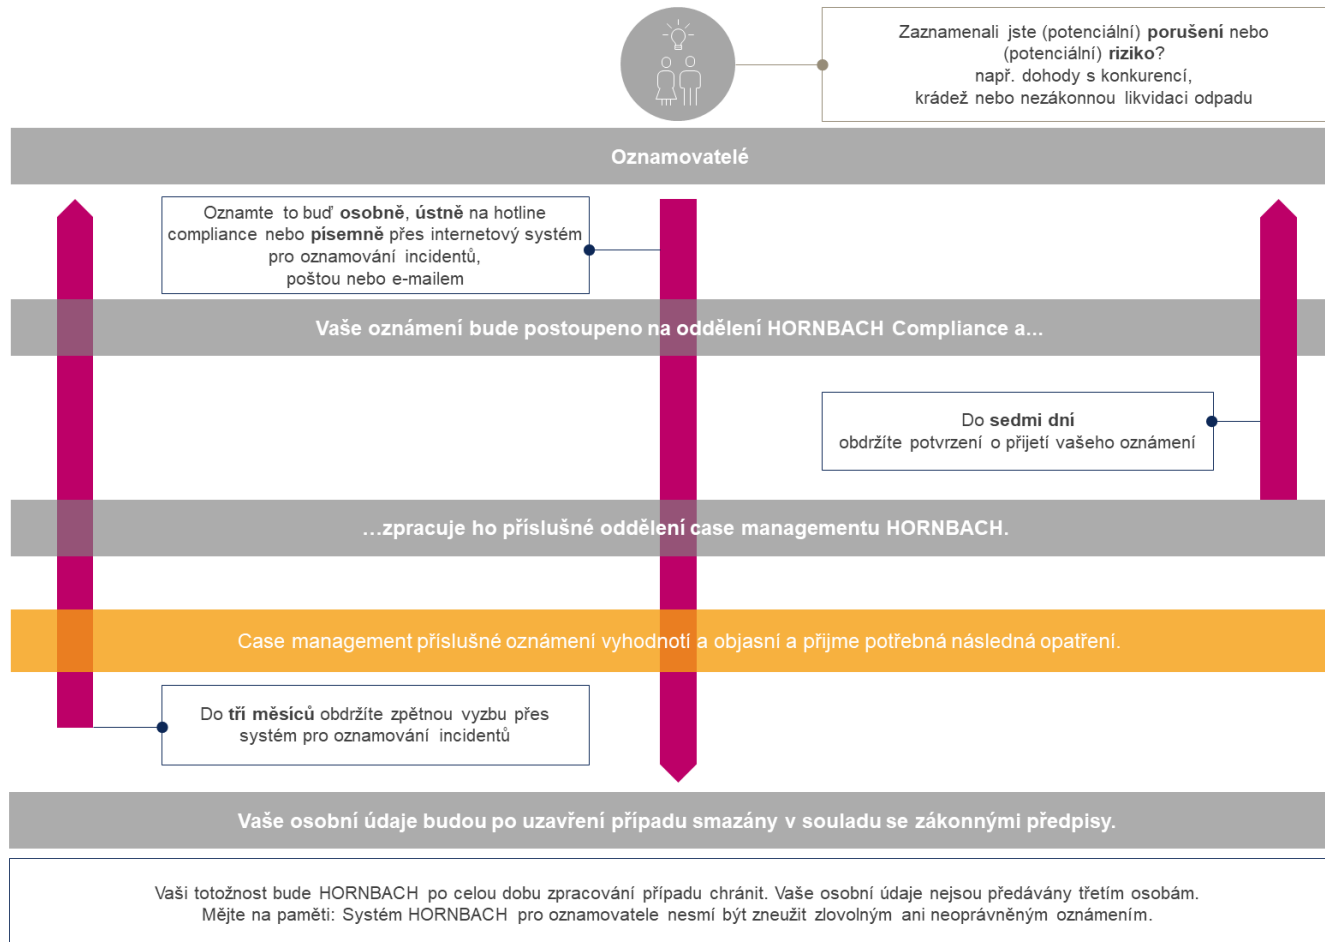 Zaznamenali jste (potenciální) porušení nebo
(potenciální) riziko?
např. dohody s konkurencí,
krádež nebo nezákonnou likvidaci odpadu
Oznamovatelé
Oznamte to buď osobně, ústně na hotline
compliance nebo písemně přes internetový systém
pro oznamování incidentů,
poštou nebo e-mailem
Vaše oznámení bude postoupeno na oddělení HORNBACH Compliance a...
Do sedmi dní
obdržíte potvrzení o přijetí vašeho oznámení
…zpracuje ho příslušné oddělení case managementu HORNBACH.
Case management příslušné oznámení vyhodnotí a objasní a přijme potřebná následná opatření.
Do tří měsíců obdržíte zpětnou vyzbu přes
systém pro oznamování incidentů
Vaše osobní údaje budou po uzavření případu smazány v souladu se zákonnými předpisy.
Vaši totožnost bude HORNBACH po celou dobu zpracování případu chránit. Vaše osobní údaje nejsou předávány třetím osobám.
Mějte na paměti: Systém HORNBACH pro oznamovatele nesmí být zneužit zlovolným ani neoprávněným oznámením.